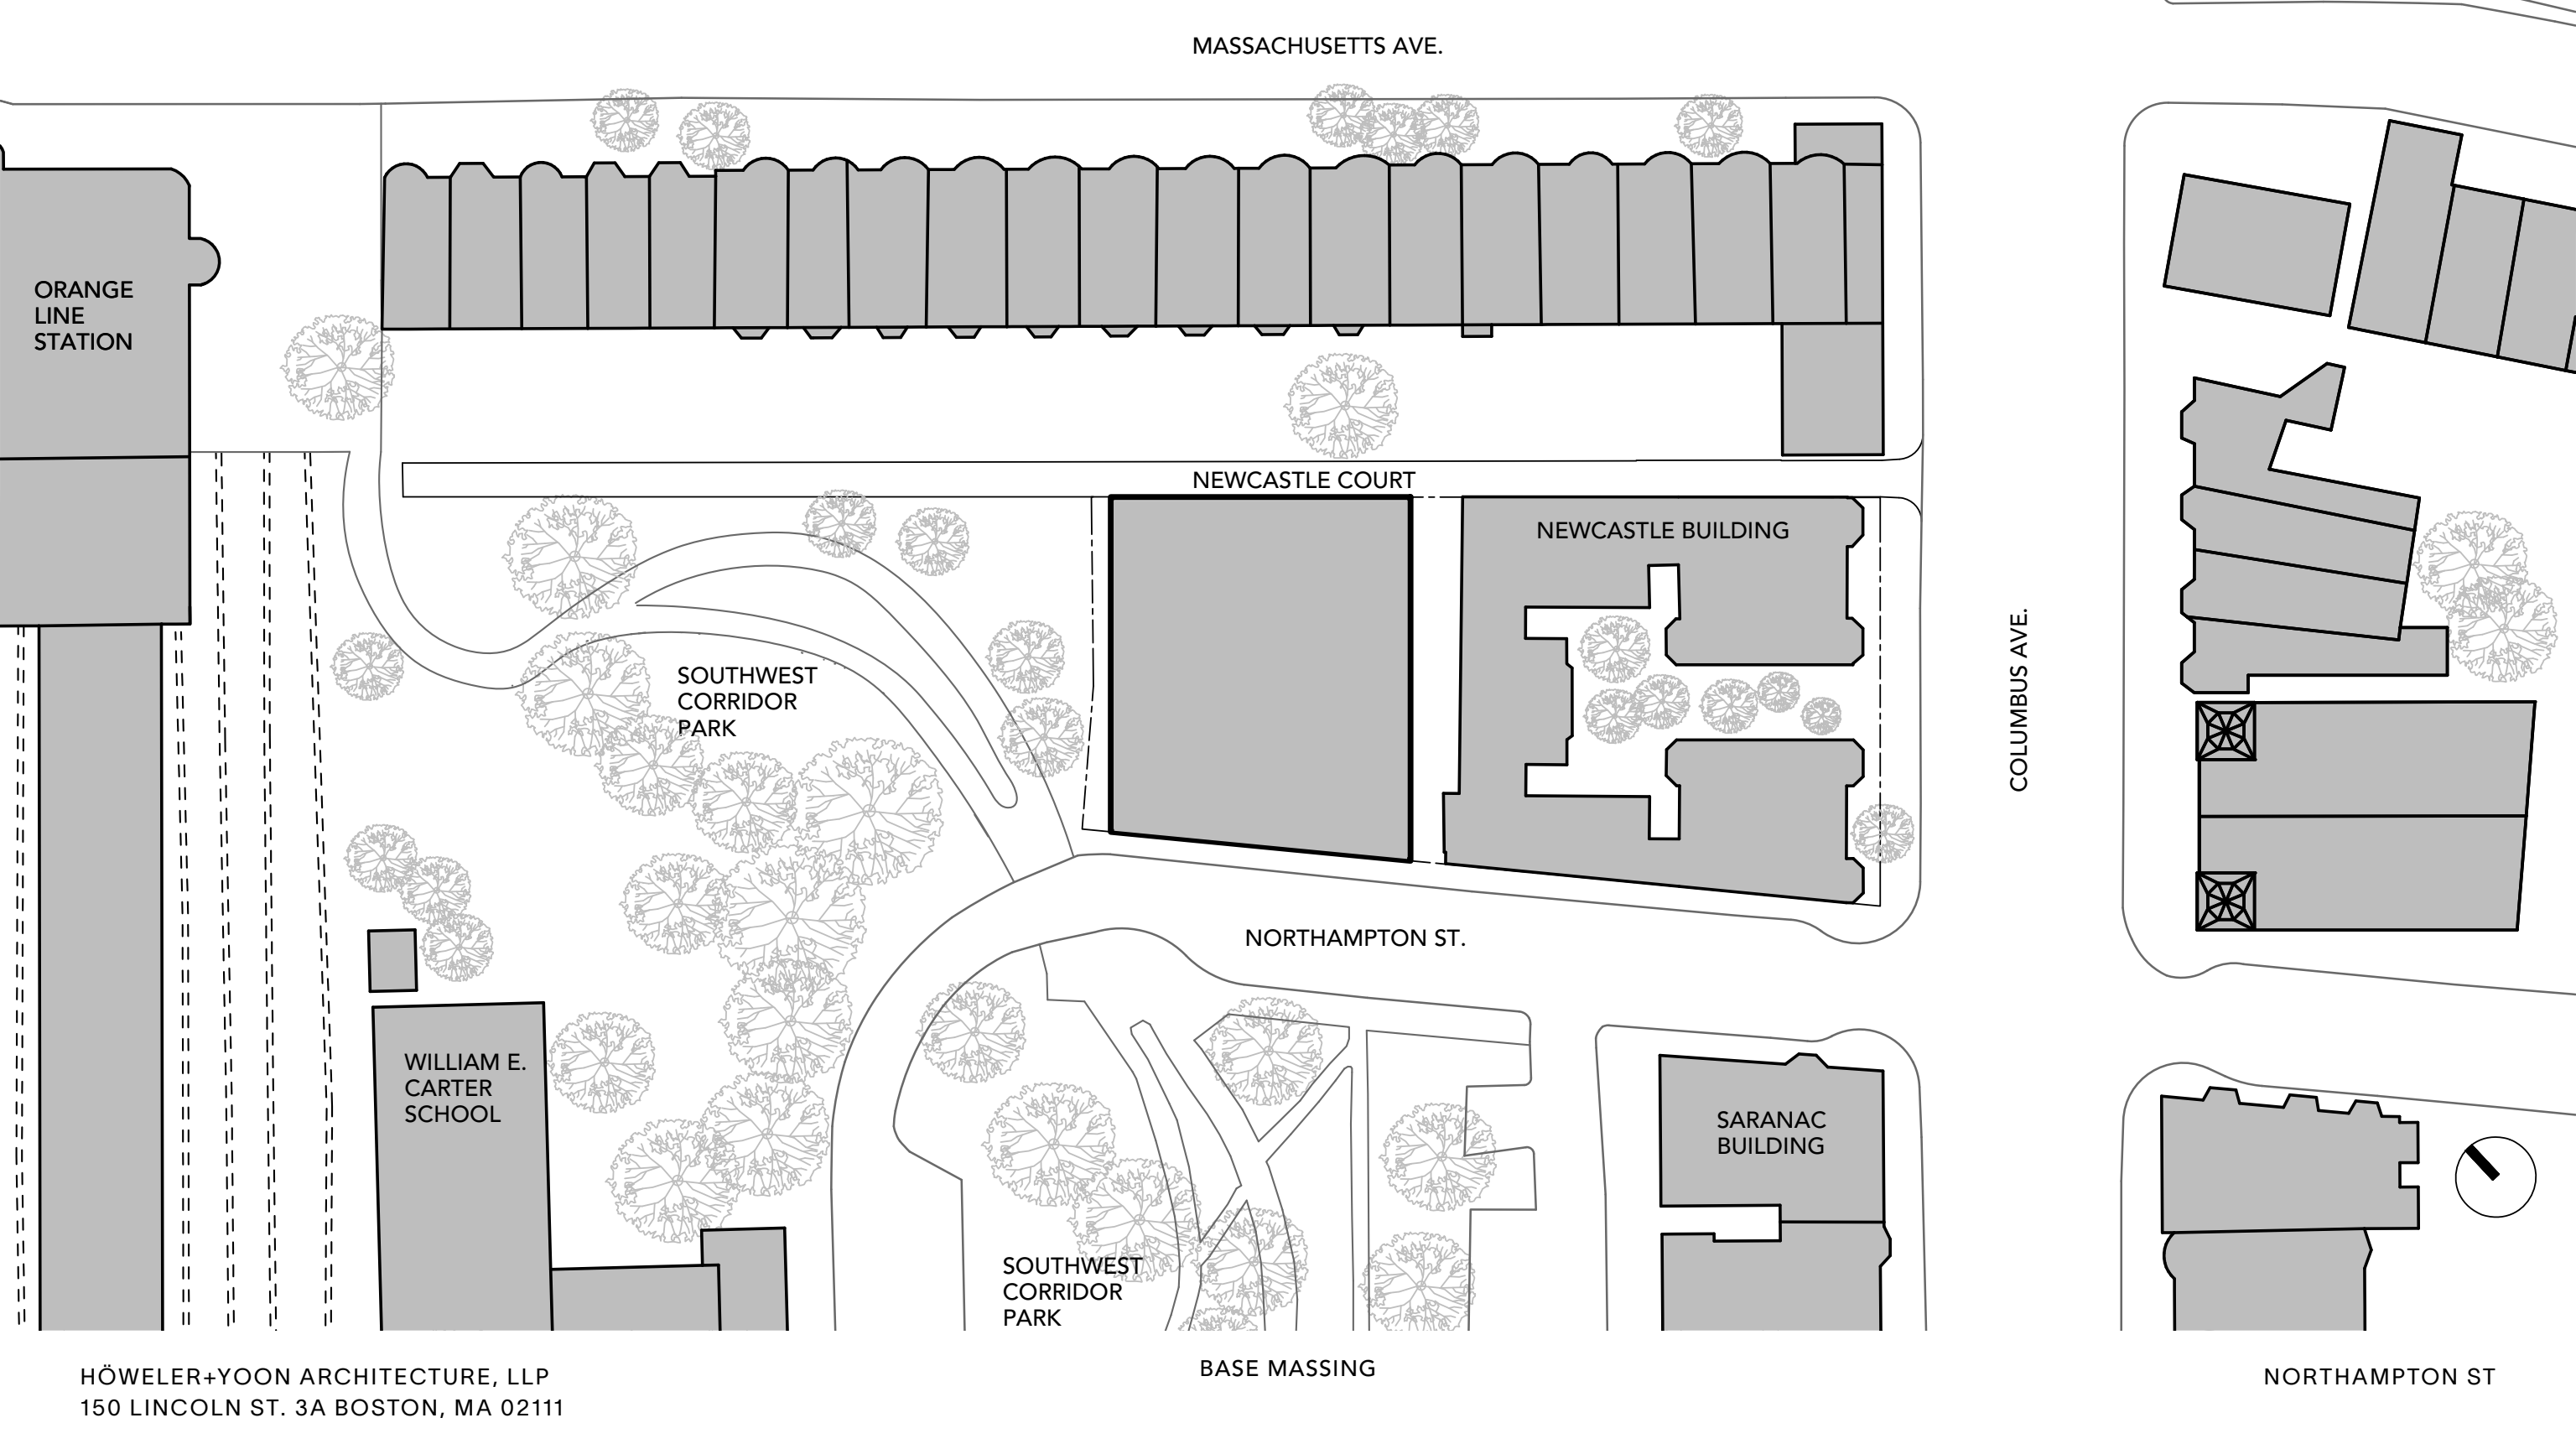 MASSACHUSETTS AVE.
ORANGE
LINE
STATION
NEWCASTLE COURT
NEWCASTLE BUILDING
COLUMBUS AVE.
SOUTHWEST
CORRIDOR
PARK
NORTHAMPTON ST.
WILLIAM E.
CARTER
SCHOOL
SARANAC
BUILDING
SOUTHWEST
CORRIDOR
PARK
HÖWELER+YOON ARCHITECTURE, LLP
150 LINCOLN ST. 3A BOSTON, MA 02111
BASE MASSING
NORTHAMPTON ST